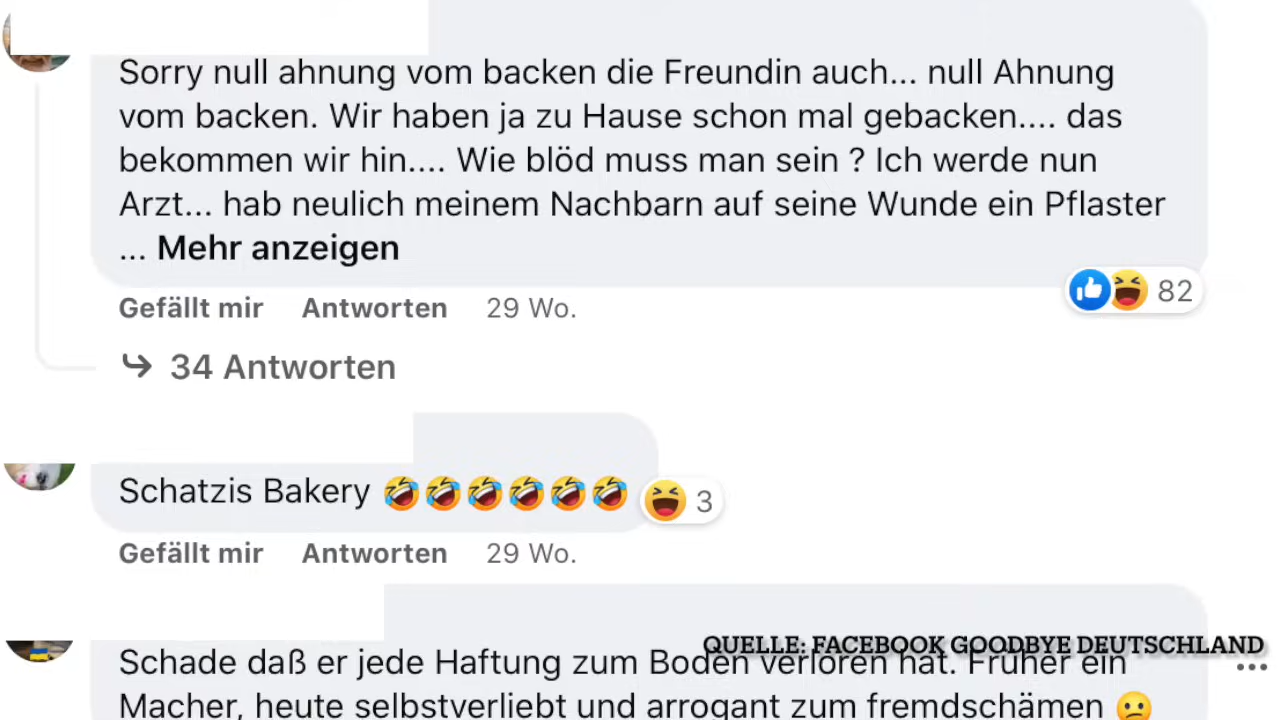 Sorry null ahnung vom backen die Freundin auch... null Ahnung
vom backen. Wir haben ja zu Hause schon mal gebacken.... das
bekommen wir hin.... Wie blöd muss man sein ? Ich werde nun
Arzt... hab neulich meinem Nachbarn auf seine Wunde ein Pflaster
... Mehr anzeigen
Gefällt mir Antworten 29 Wo.
82
34 Antworten
Schatzis Bakery 🤣🤣🤣🤣🤣🤣
3
Gefällt mir Antworten 29 Wo.
QUELLE: FACEBOOK GOODBYE DEUTSCHLAND
Schade daß er jede Haftung zum Boden verloren hat. Früher ein
Macher, heute selbstverliebt und arrogant zum fremdschämen 😕